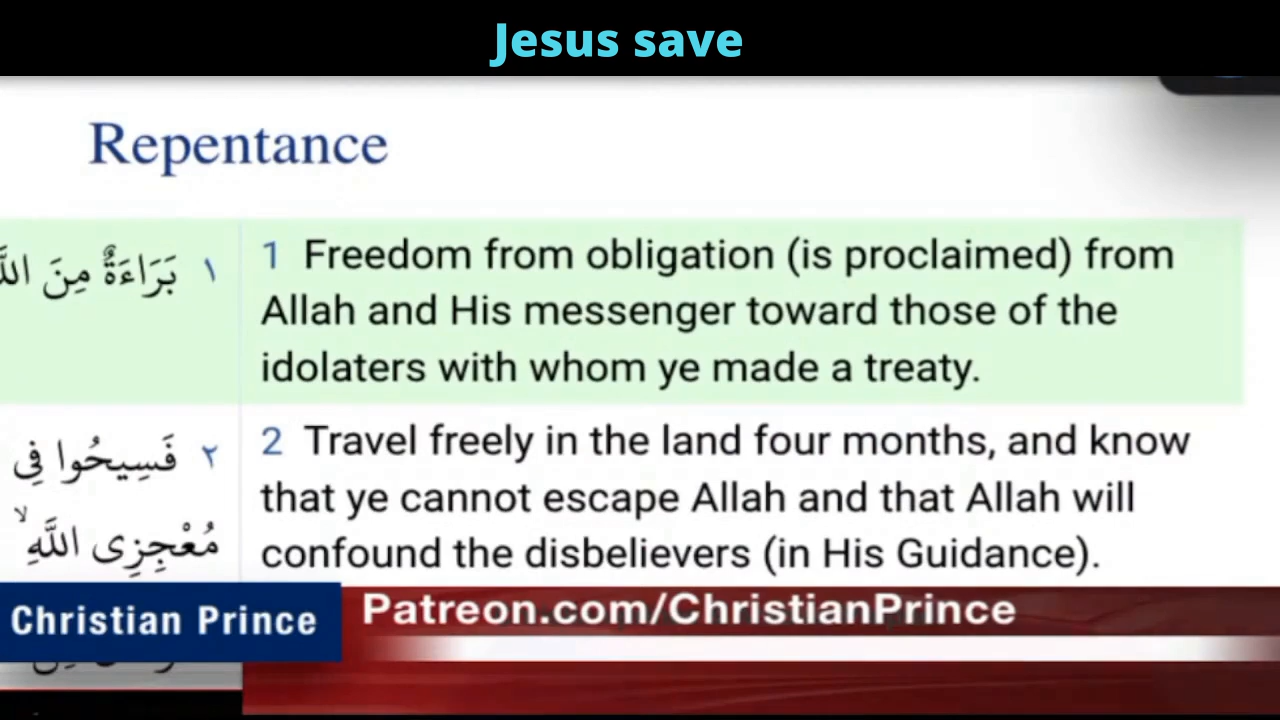 Jesus save
Repentance
بَرَاءَةٌ مِنَ ١
1 Freedom from obligation (is proclaimed) from
Allah and His messenger toward those of the
idolaters with whom ye made a treaty.
فَسِيحُوا فِى ٢
مُعْجِزِى اللَّهِ ۙ
2 Travel freely in the land four months, and know
that ye cannot escape Allah and that Allah will
confound the disbelievers (in His Guidance).
Christian Prince
Patreon.com/ChristianPrince